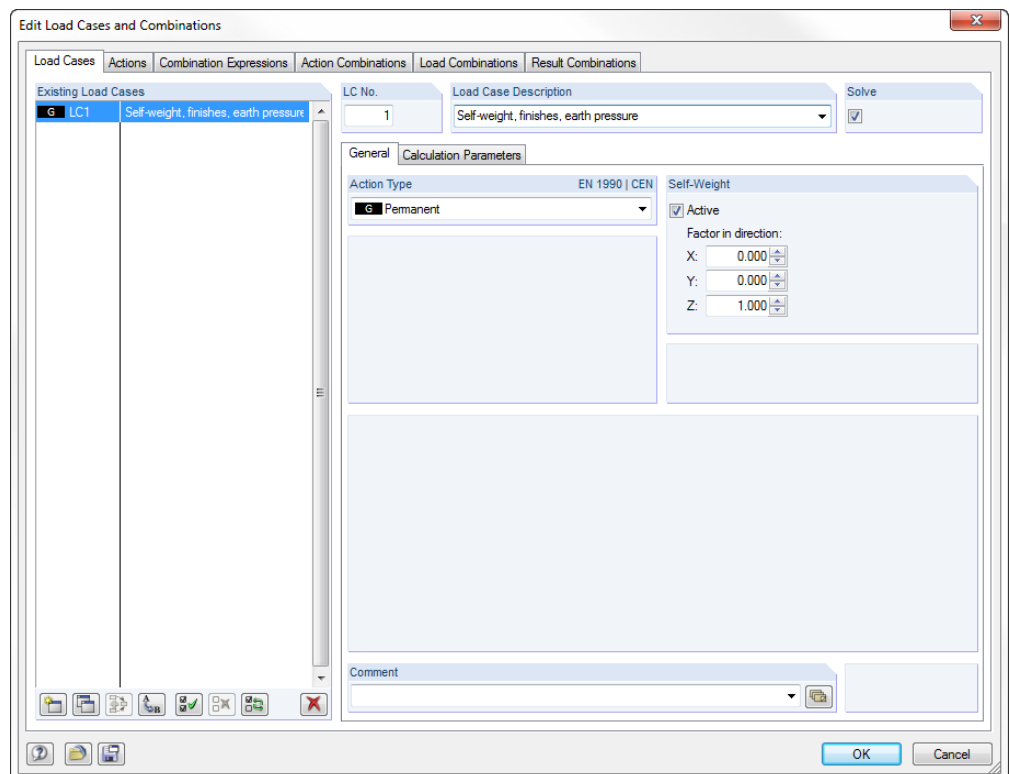 Edit Load Cases and Combinations
Load Cases Actions Combination Expressions Action Combinations Load Combinations Result Combinations
Existing Load Cases
G LC1 Self-weight, finishes, earth pressure
LC No.
1
Load Case Description
Self-weight, finishes, earth pressure
Solve
General Calculation Parameters
Action Type EN 1990 | CEN
G Permanent
Self-Weight
Active
Factor in direction:
X: 0.000
Y: 0.000
Z: 1.000
Comment
OK Cancel